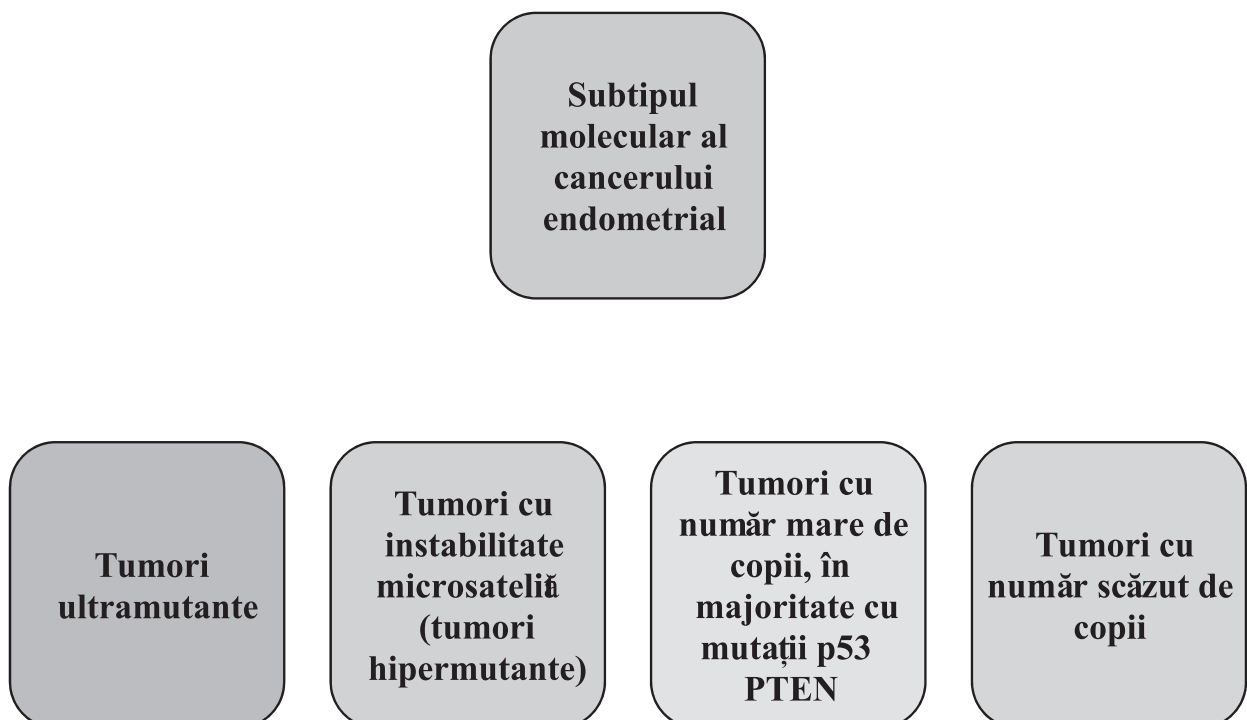 Subtipul
molecular al
cancerului
endometrial
Tumori
ultramutante
Tumori cu
instabilitate
microsatelită
(tumori
hipermutante)
Tumori cu
număr mare de
copii, în
majoritate cu
mutații p53
PTEN
Tumori cu
număr scăzut de
copii